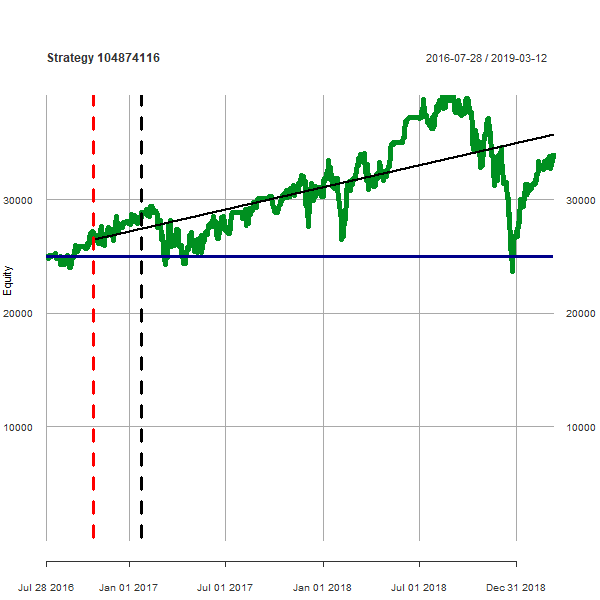 Strategy 104874116
2016-07-28 / 2019-03-12
30000
30000
Equity
20000
20000
10000
10000
Jul 28 2016
Jan 01 2017
Jul 01 2017
Jan 01 2018
Jul 01 2018
Dec 31 2018